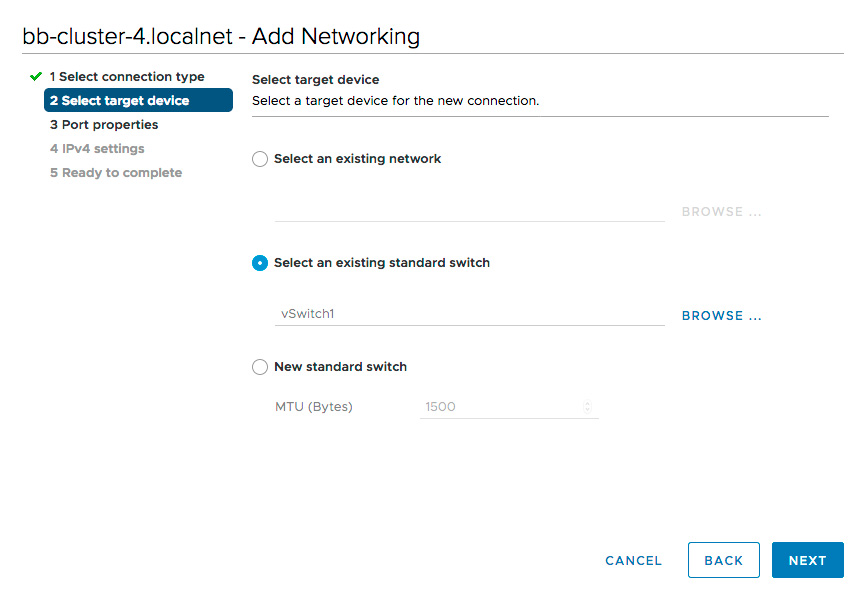 bb-cluster-4.localnet - Add Networking
1 Select connection type
2 Select target device
3 Port properties
4 IPv4 settings
5 Ready to complete
Select target device
Select a target device for the new connection.
Select an existing network
BROWSE ...
Select an existing standard switch
vSwitch1
BROWSE ...
New standard switch
MTU (Bytes)
1500
CANCEL
BACK
NEXT